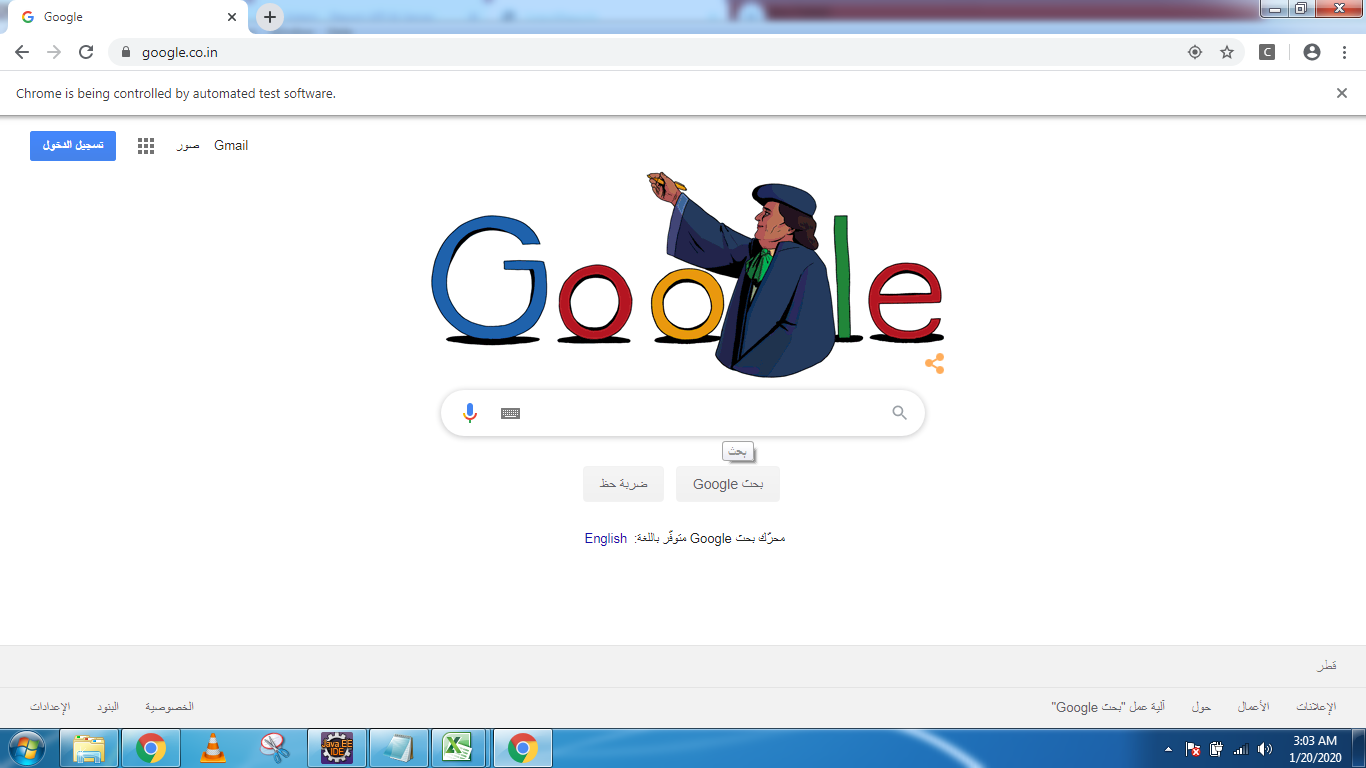 Google
google.co.in
C
Chrome is being controlled by automated test software.
تسجيل الدخول
صور
Gmail
Google
بحث
بحث Google
ضربة حظ
محرّك بحث Google متوفّر باللغة: English
قطر
الإعلانات
الأعمال
حول
آلية عمل "بحث Google"
الخصوصية
البنود
الإعدادات
Java EE
IDE
3:03 AM
1/20/2020